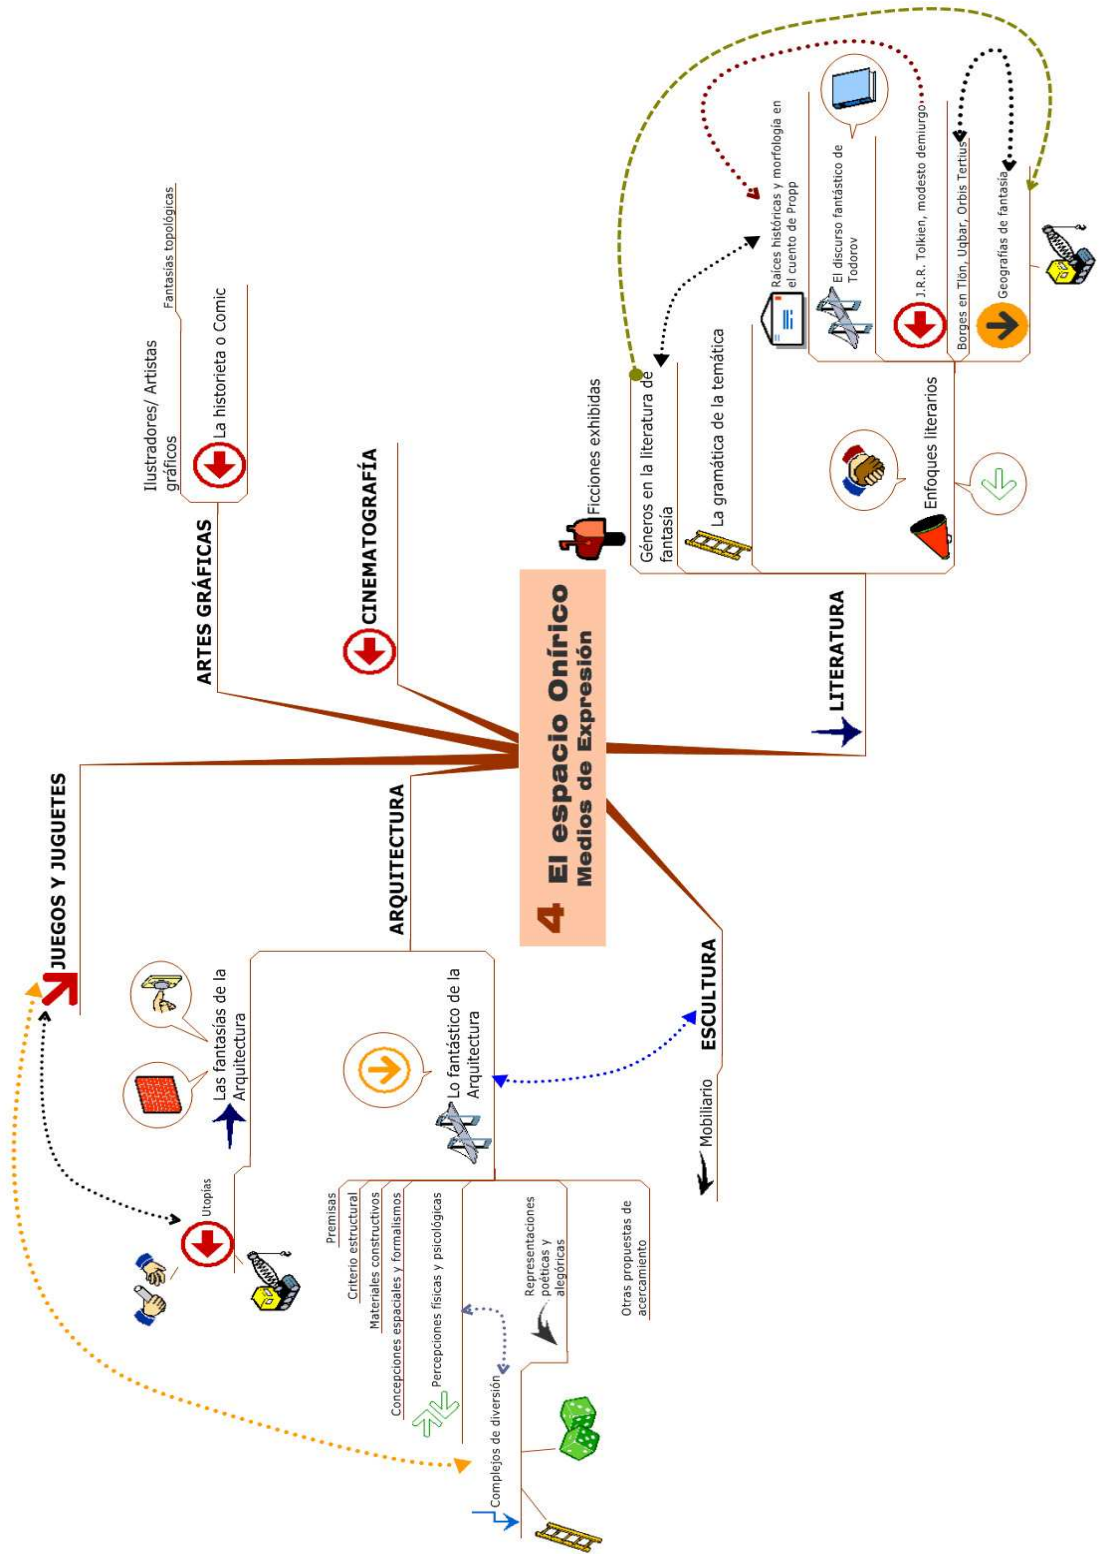 4 El espacio Onírico
Medios de Expresión
JUEGOS Y JUGUETES
ARTES GRÁFICAS
Ilustradores/ Artistas
gráficos
Fantasías topológicas
La historieta o Comic
CINEMATOGRAFÍA
ARQUITECTURA
Las fantasías de la
Arquitectura
Utopías
Lo fantástico de la
Arquitectura
Premisas
Criterio estructural
Materiales constructivos
Concepciones espaciales y formalismos
Percepciones físicas y psicológicas
Representaciones
poéticas y
alegóricas
Complejos de diversión
Otras propuestas de
acercamiento
ESCULTURA
Mobiliario
LITERATURA
Ficciones exhibidas
Géneros en la literatura de
fantasía
La gramática de la temática
Enfoques literarios
Raíces históricas y morfología en
el cuento de Propp
El discurso fantástico de
Todorov
J.R.R. Tolkien, modesto demiurgo
Borges en Tlön, Uqbar, Orbis Tertius
Geografías de fantasía